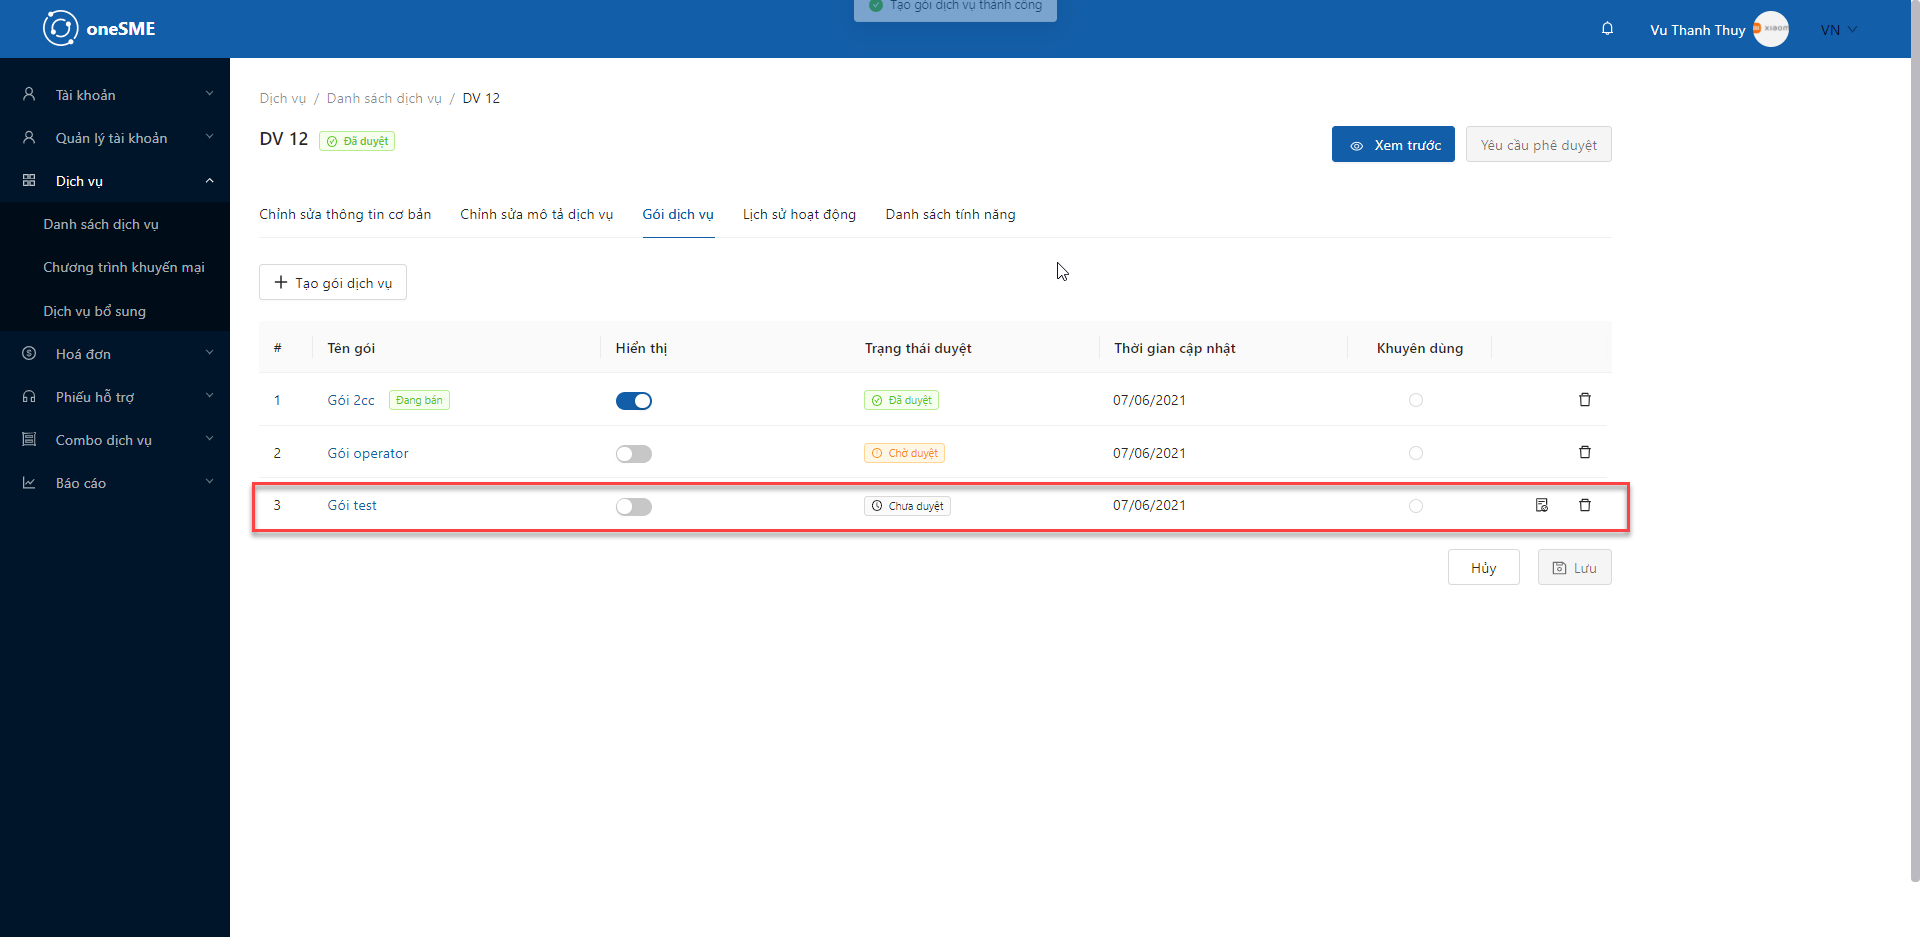 Tạo gói dịch vụ thành công
oneSME
Vu Thanh Thuy
xiaom
VN
Tài khoản
Quản lý tài khoản
Dịch vụ
Danh sách dịch vụ
Chương trình khuyến mại
Dịch vụ bổ sung
Hoá đơn
Phiếu hỗ trợ
Combo dịch vụ
Báo cáo
Dịch vụ / Danh sách dịch vụ / DV 12
DV 12 Đã duyệt
Xem trước
Yêu cầu phê duyệt
Chỉnh sửa thông tin cơ bản Chỉnh sửa mô tả dịch vụ Gói dịch vụ Lịch sử hoạt động Danh sách tính năng
Tạo gói dịch vụ
# Tên gói Hiển thị Trạng thái duyệt Thời gian cập nhật Khuyên dùng
1 Gói 2cc Đang bán Đã duyệt 07/06/2021
2 Gói operator Chờ duyệt 07/06/2021
3 Gói test Chưa duyệt 07/06/2021
Hủy Lưu